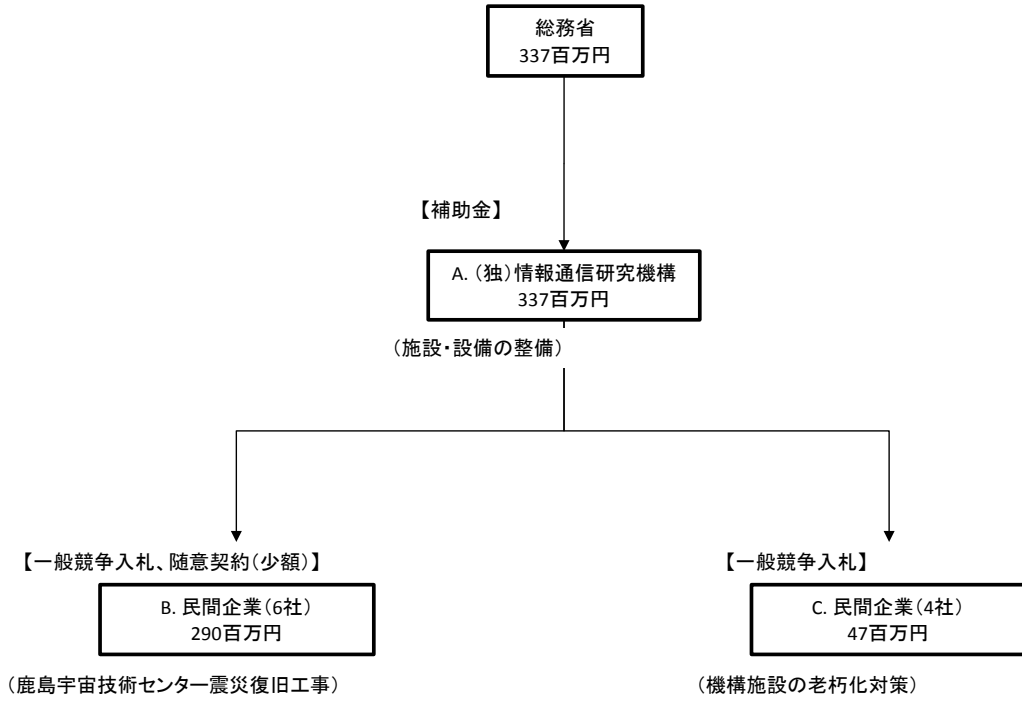 総務省
337百万円
【補助金】
A. (独)情報通信研究機構
337百万円
(施設・設備の整備)
【一般競争入札、随意契約(少額)】
B. 民間企業(6社)
290百万円
(鹿島宇宙技術センター震災復旧工事)
【一般競争入札】
C. 民間企業(4社)
47百万円
(機構施設の老朽化対策)